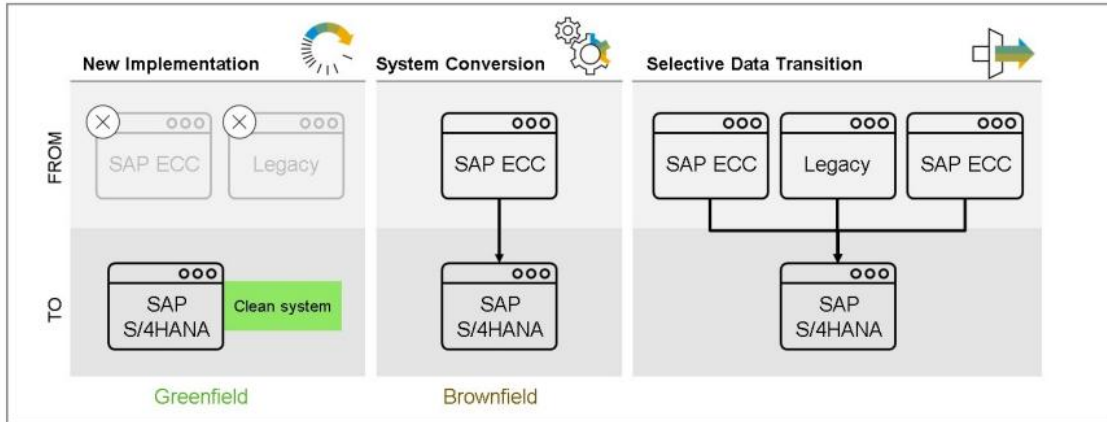 New Implementation
System Conversion
Selective Data Transition
FROM
SAP ECC
Legacy
SAP ECC
SAP ECC
Legacy
SAP ECC
TO
SAP
S/4HANA
Clean system
SAP
S/4HANA
SAP
S/4HANA
Greenfield
Brownfield